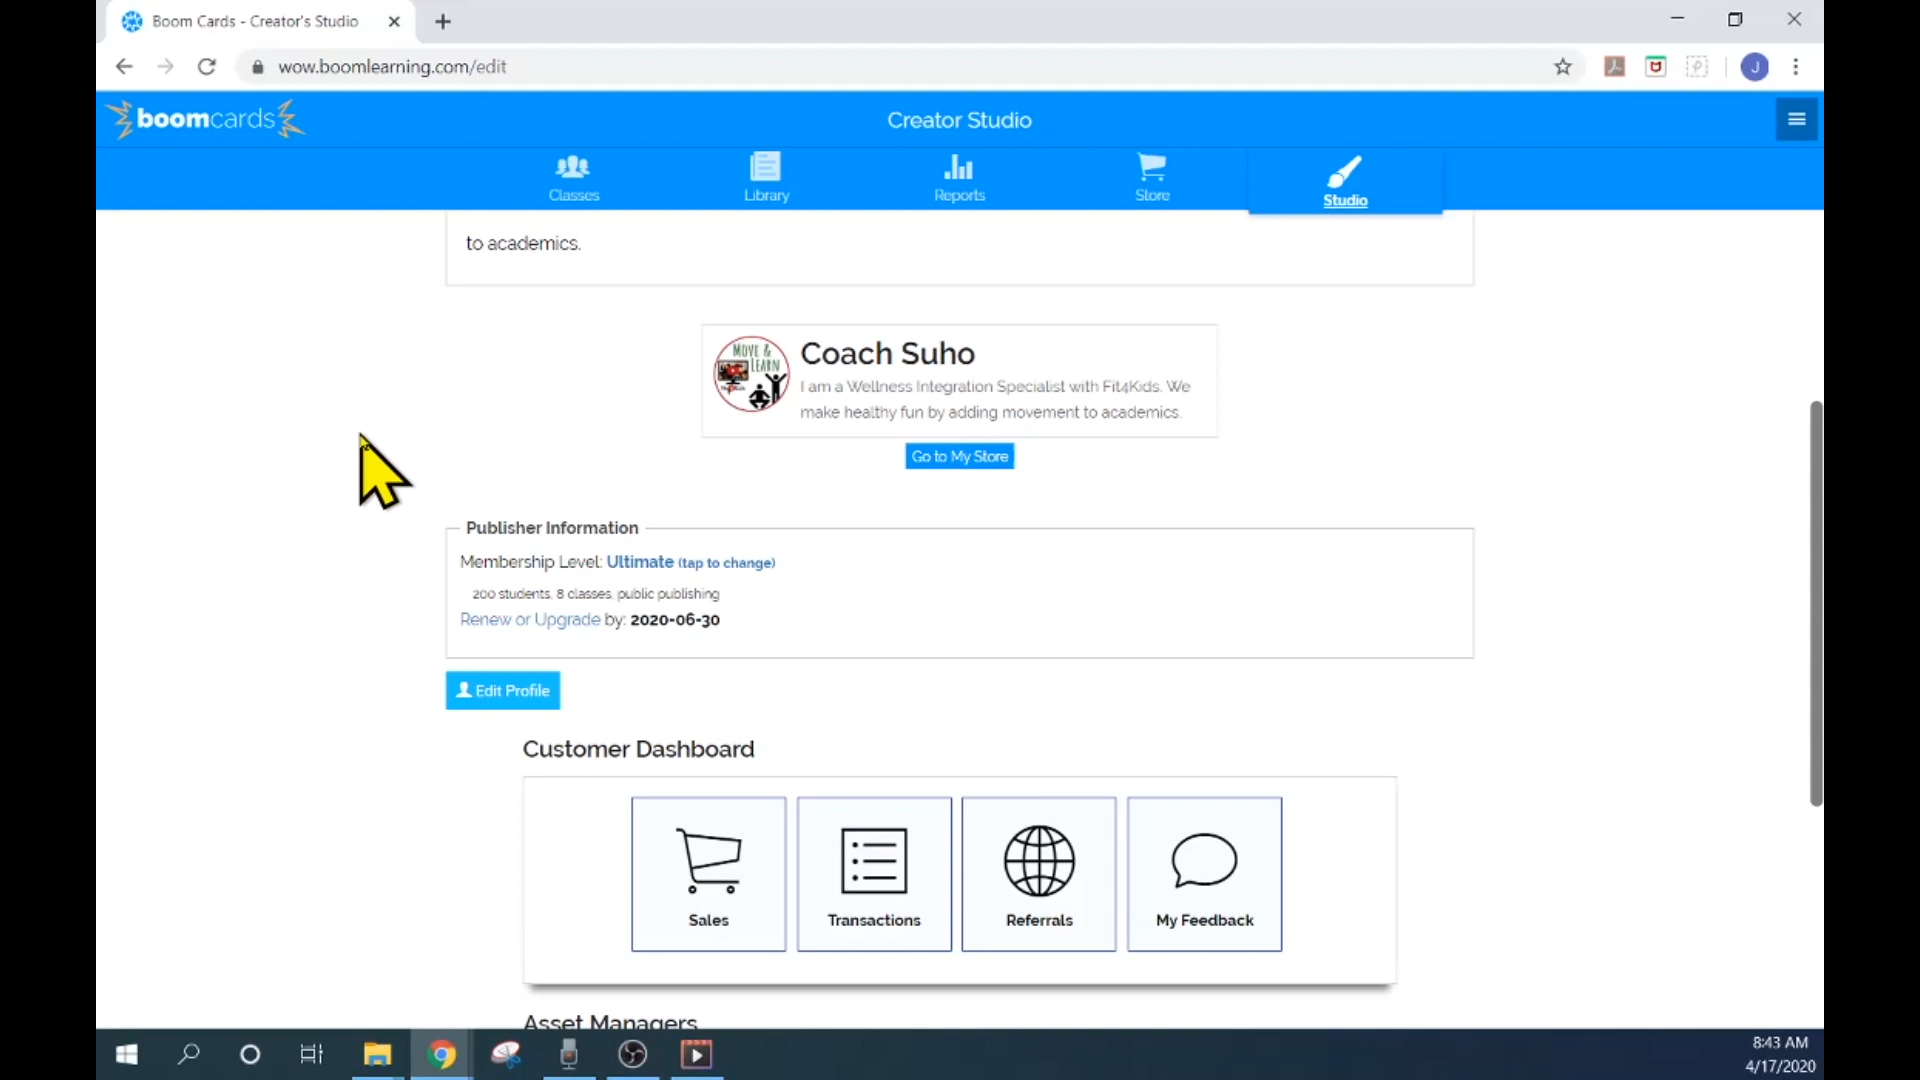 Boom Cards - Creator's Studio
wow.boomlearning.com/edit
J
boomcards
Creator Studio
Classes
Library
Reports
Store
Studio
to academics.
MOVE &
LEARN
Coach Suho
I am a Wellness Integration Specialist with Fit4Kids. We
make healthy fun by adding movement to academics.
Go to My Store
Publisher Information
Membership Level: Ultimate (tap to change)
200 students, 8 classes, public publishing
Renew or Upgrade by: 2020-06-30
Edit Profile
Customer Dashboard
Sales
Transactions
Referrals
My Feedback
Asset Managers
8:43 AM
4/17/2020